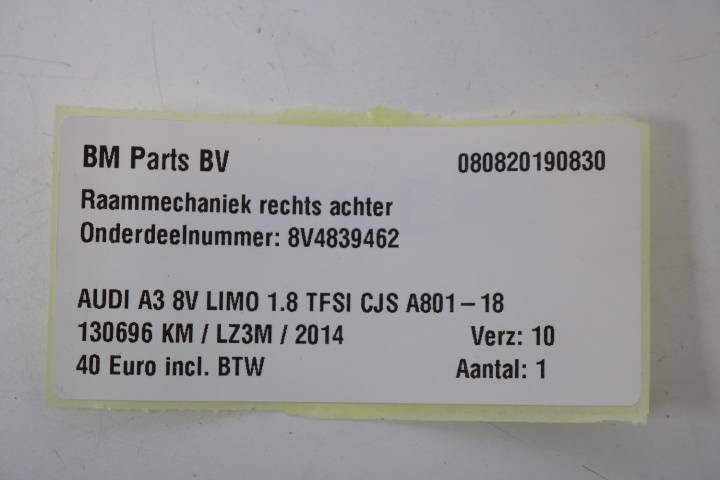 BM Parts BV 080820190830
Raammechaniek rechts achter
Onderdeelnummer: 8V4839462
AUDI A3 8V LIMO 1.8 TFSI CJS A801-18
130696 KM / LZ3M / 2014 Verz: 10
40 Euro incl. BTW Aantal: 1